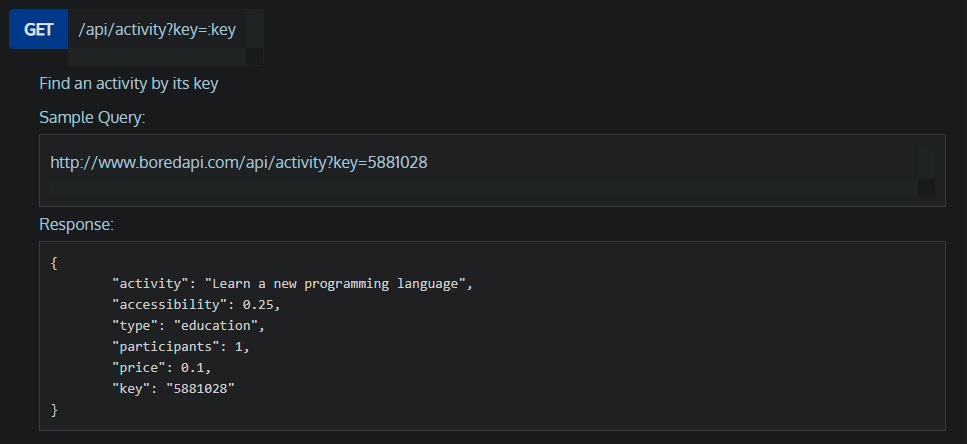 GET /api/activity?key=:key
Find an activity by its key
Sample Query:
http://www.boredapi.com/api/activity?key=5881028
Response:
{
"activity": "Learn a new programming language",
"accessibility": 0.25,
"type": "education",
"participants": 1,
"price": 0.1,
"key": "5881028"
}